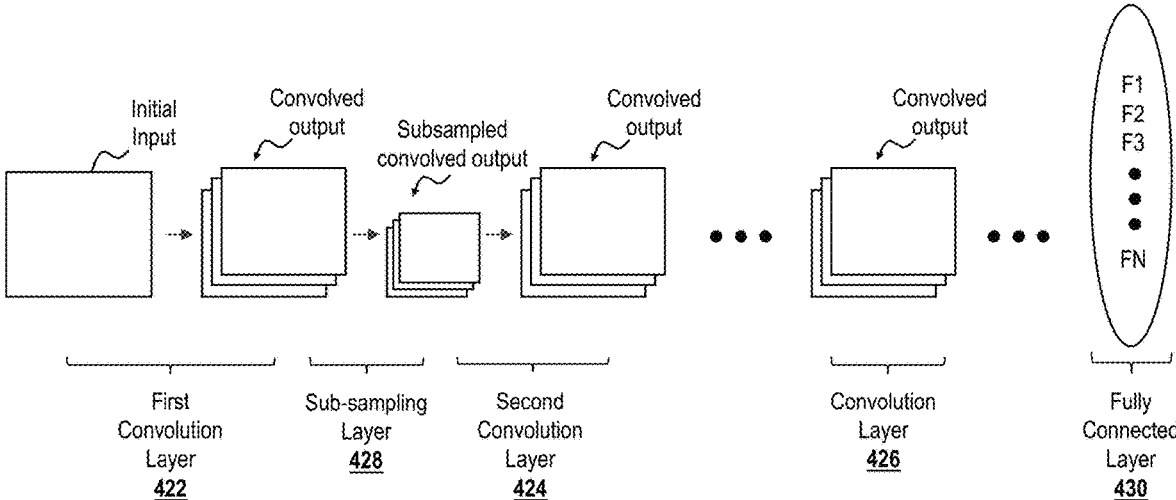 Initial
Input
Convolved
output
Subsampled
convolved output
Convolved
output
Convolved
output
F1
F2
F3
FN
First
Convolution
Layer
422
Sub-sampling
Layer
428
Second
Convolution
Layer
424
Convolution
Layer
426
Fully
Connected
Layer
430